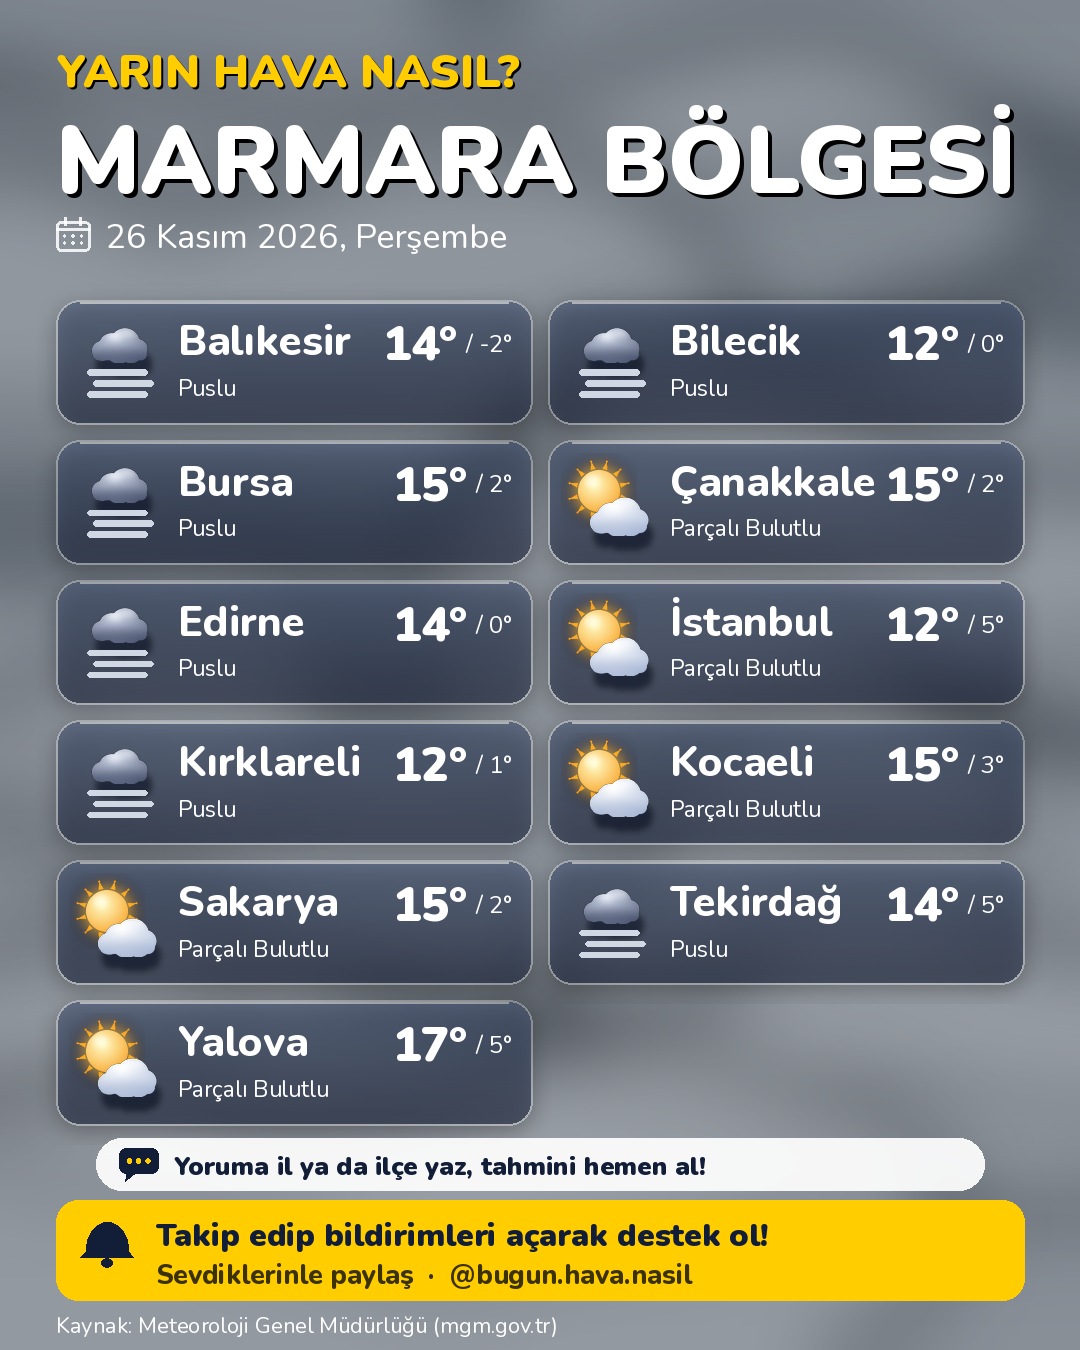 YARIN HAVA NASIL?
MARMARA BÖLGESİ
26 Kasım 2026, Perşembe
Balıkesir 14° / -2°
Puslu
Bilecik 12° / 0°
Puslu
Bursa 15° / 2°
Puslu
Çanakkale 15° / 2°
Parçalı Bulutlu
Edirne 14° / 0°
Puslu
İstanbul 12° / 5°
Parçalı Bulutlu
Kırklareli 12° / 1°
Puslu
Kocaeli 15° / 3°
Parçalı Bulutlu
Sakarya 15° / 2°
Parçalı Bulutlu
Tekirdağ 14° / 5°
Puslu
Yalova 17° / 5°
Parçalı Bulutlu
Yoruma il ya da ilçe yaz, tahmini hemen al!
Takip edip bildirimleri açarak destek ol!
Sevdiklerinle paylaş · @bugun.hava.nasil
Kaynak: Meteoroloji Genel Müdürlüğü (mgm.gov.tr)